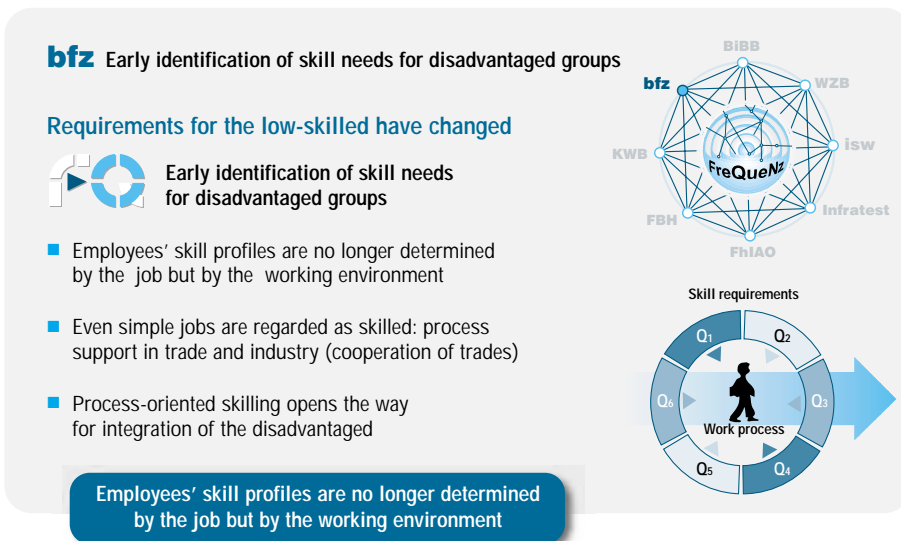 bfz Early identification of skill needs for disadvantaged groups
Requirements for the low-skilled have changed
Early identification of skill needs
for disadvantaged groups
Employees' skill profiles are no longer determined
by the job but by the working environment
Even simple jobs are regarded as skilled: process
support in trade and industry (cooperation of trades)
Process-oriented skilling opens the way
for integration of the disadvantaged
Employees' skill profiles are no longer determined
by the job but by the working environment
BiBB
bfz
WZB
KWB
isw
FreQueNz
FBH
Infratest
FhIAO
Skill requirements
Q1
Q2
Q6
Q3
Work process
Q5
Q4